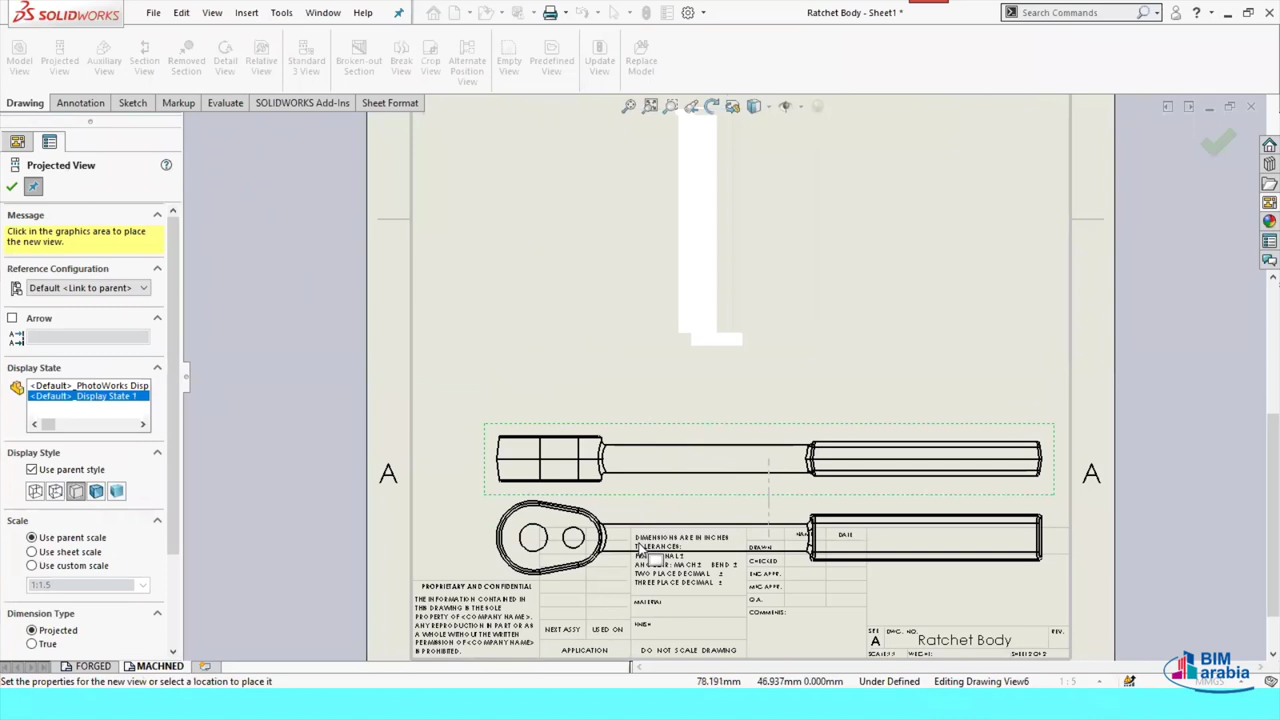 SOLIDWORKS
File Edit View Insert Tools Window Help
Ratchet Body - Sheet1 *
Search Commands
Model View
Projected View
Auxiliary View
Section View
Removed Section
Detail View
Relative View
Standard 3 View
Broken-out Section
Break View
Crop View
Alternate Position View
Empty View
Predefined View
Update View
Replace Model
Drawing Annotation Sketch Markup Evaluate SOLIDWORKS Add-Ins Sheet Format
Projected View
Message
Click in the graphics area to place
the new view.
Reference Configuration
Default <Link to parent>
Arrow
Display State
<Default>_PhotoWorks Disp
<Default>_Display State 1
Display Style
Use parent style
Scale
Use parent scale
Use sheet scale
Use custom scale
1:1.5
Dimension Type
Projected
True
A
A
DIMENSIONS ARE IN INCHES
TOLERANCES:
TWO PLACE DECIMAL ±
THREE PLACE DECIMAL ±
MATERIAL
DO NOT SCALE DRAWING
DATE
DRAWN
CHECKED
ENG APPR.
MFG APPR.
Q.A.
COMMENTS:
PROPRIETARY AND CONFIDENTIAL
THE INFORMATION CONTAINED IN
THIS DRAWING IS THE SOLE
PROPERTY OF <COMPANY NAME>. ANY
REPRODUCTION IN PART OR AS
A WHOLE WITHOUT THE WRITTEN
PERMISSION OF <COMPANY NAME>
IS PROHIBITED.
NEXT ASSY USED ON
APPLICATION
SIZE DWG. NO. REV.
A Ratchet Body
FORGED MACHNED
Set the properties for the new view or select a location to place it
78.191mm 46.937mm 0.000mm Under Defined Editing Drawing View6 1 : 5
BIM
arabia